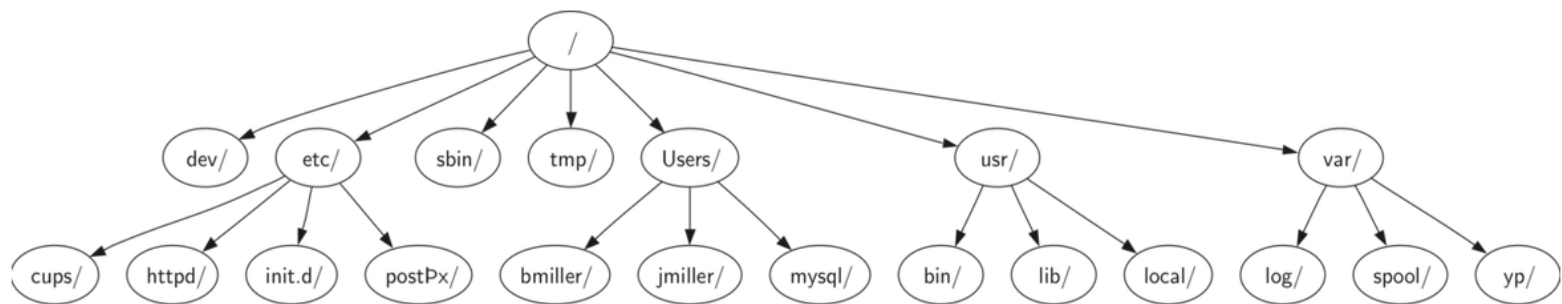 /
dev/ etc/ sbin/ tmp/ Users/ usr/ var/
cups/ httpd/ init.d/ postÞx/ bmiller/ jmiller/ mysql/ bin/ lib/ local/ log/ spool/ yp/